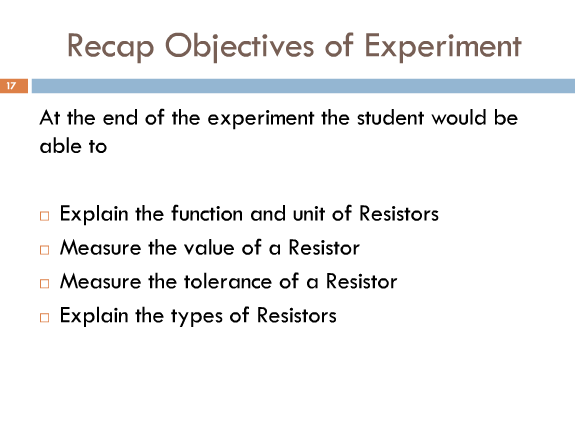 Recap Objectives of Experiment
17
At the end of the experiment the student would be
able to
Explain the function and unit of Resistors
Measure the value of a Resistor
Measure the tolerance of a Resistor
Explain the types of Resistors